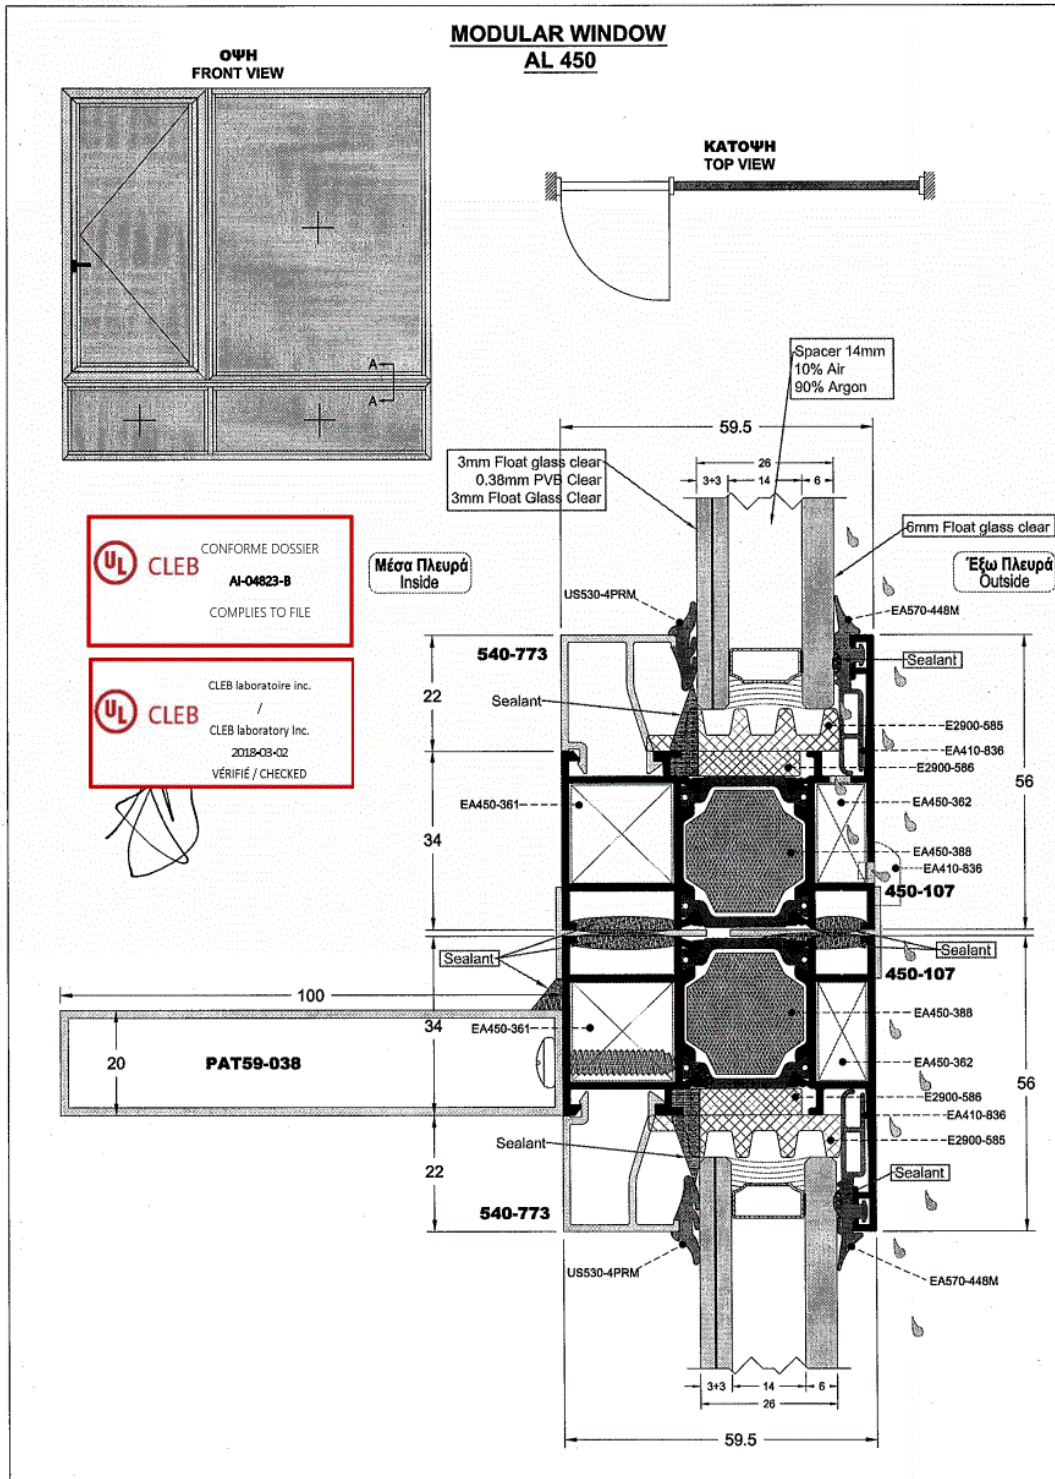 MODULAR WINDOW
AL 450
ΟΨΗ
FRONT VIEW
ΚΑΤΟΨΗ
TOP VIEW
A
A
Spacer 14mm
10% Air
90% Argon
59.5
26
3+3
14
6
3mm Float glass clear
0.38mm PVB Clear
3mm Float Glass Clear
6mm Float glass clear
UL CLEB
CONFORME DOSSIER
AI-04823-B
COMPLIES TO FILE
Μέσα Πλευρά
Inside
Έξω Πλευρά
Outside
US530-4PRM
EA570-448M
540-773
Sealant
UL CLEB
CLEB laboratoire inc.
/
CLEB laboratory Inc.
2018-03-02
VÉRIFIÉ / CHECKED
22
Sealant
E2900-585
EA410-836
E2900-586
56
EA450-361
EA450-362
34
EA450-388
EA410-836
450-107
Sealant
Sealant
450-107
100
34
EA450-361
EA450-388
20
PAT59-038
EA450-362
56
E2900-586
EA410-836
Sealant
E2900-585
22
Sealant
540-773
US530-4PRM
EA570-448M
3+3
14
6
26
59.5